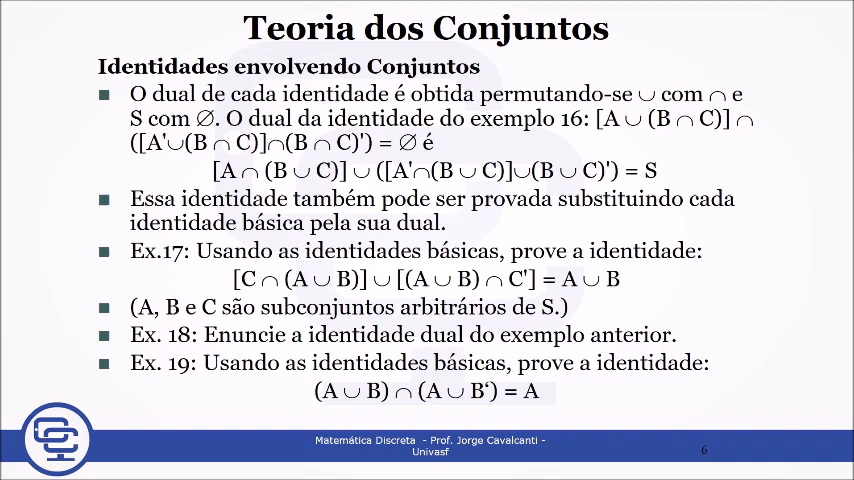 Teoria dos Conjuntos
Identidades envolvendo Conjuntos
■ O dual de cada identidade é obtida permutando-se ∪ com ∩ e
S com ∅. O dual da identidade do exemplo 16: [A ∪ (B ∩ C)] ∩
([A'∪(B ∩ C)]∩(B ∩ C)') = ∅ é
[A ∩ (B ∪ C)] ∪ ([A'∩(B ∪ C)]∪(B ∪ C)') = S
■ Essa identidade também pode ser provada substituindo cada
identidade básica pela sua dual.
■ Ex.17: Usando as identidades básicas, prove a identidade:
[C ∩ (A ∪ B)] ∪ [(A ∪ B) ∩ C'] = A ∪ B
■ (A, B e C são subconjuntos arbitrários de S.)
■ Ex. 18: Enuncie a identidade dual do exemplo anterior.
■ Ex. 19: Usando as identidades básicas, prove a identidade:
(A ∪ B) ∩ (A ∪ B‘) = A
Matemática Discreta - Prof. Jorge Cavalcanti -
Univasf
6